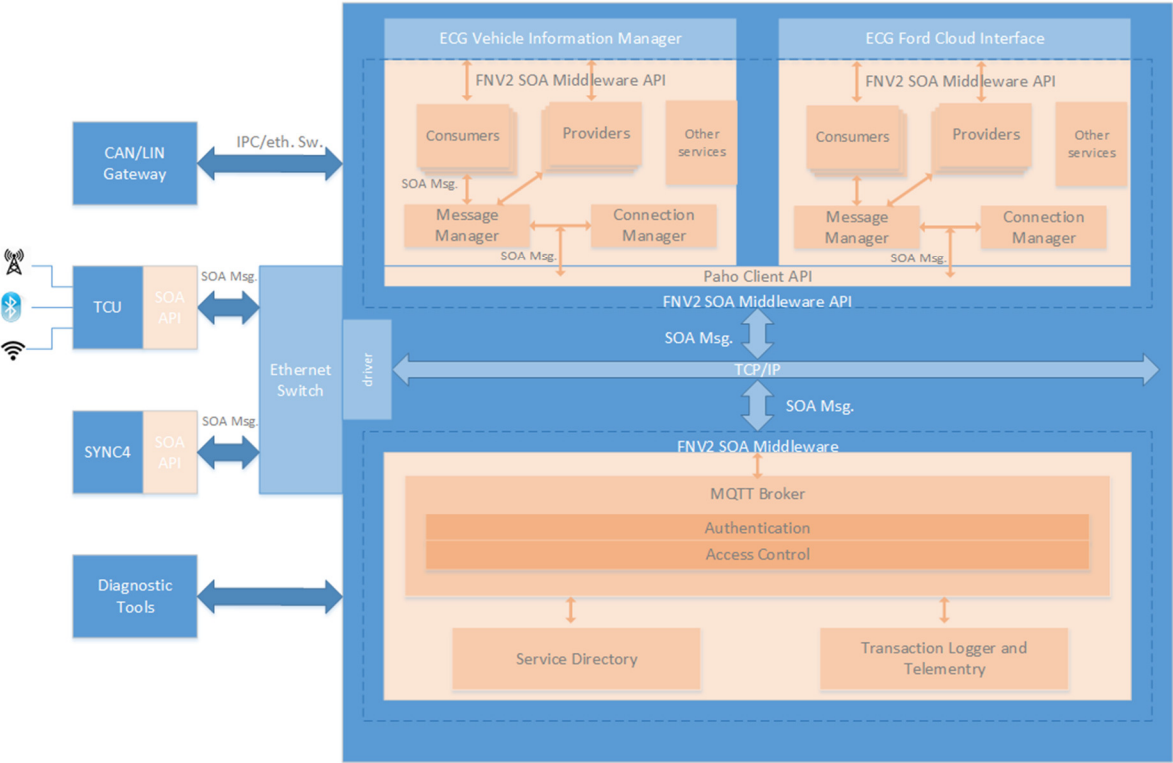 ECG Vehicle Information Manager
FNV2 SOA Middleware API
Consumers
Providers
Other
services
SOA Msg.
Message
Manager
Connection
Manager
SOA Msg.
ECG Ford Cloud Interface
FNV2 SOA Middleware API
Consumers
Providers
Other
services
Message
Manager
Connection
Manager
SOA Msg.
Paho Client API
FNV2 SOA Middleware API
CAN/LIN
Gateway
IPC/eth. Sw.
TCU
SOA
API
SOA Msg.
SYNC4
SOA
API
SOA Msg.
Ethernet
Switch
driver
Diagnostic
Tools
SOA Msg.
TCP/IP
SOA Msg.
FNV2 SOA Middleware
MQTT Broker
Authentication
Access Control
Service Directory
Transaction Logger and
Telementry